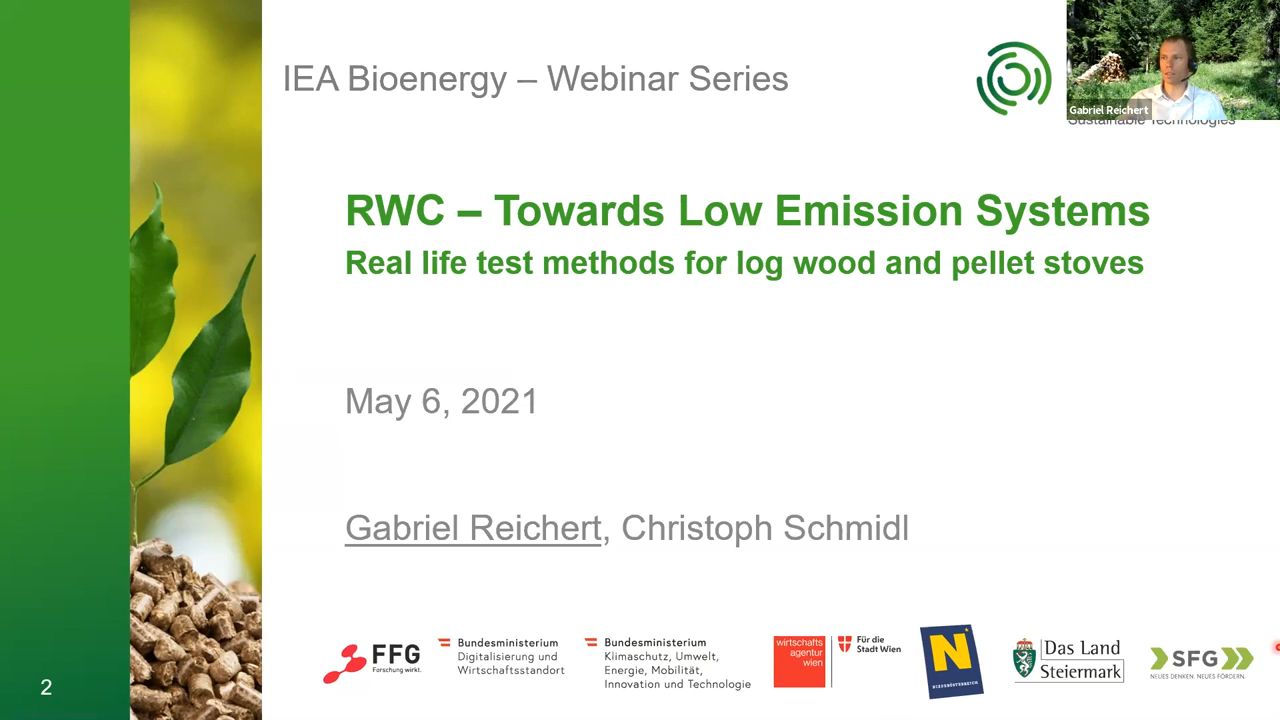 IEA Bioenergy – Webinar Series
Gabriel Reichert
Sustainable Technologies
RWC – Towards Low Emission Systems
Real life test methods for log wood and pellet stoves
May 6, 2021
Gabriel Reichert, Christoph Schmidl
FFG
Forschung wirkt.
Bundesministerium
Digitalisierung und
Wirtschaftsstandort
Bundesministerium
Klimaschutz, Umwelt,
Energie, Mobilität,
Innovation und Technologie
wirtschafts
agentur
wien
Für die
Stadt Wien
N
NIEDERÖSTERREICH
Das Land
Steiermark
SFG
NEUES DENKEN. NEUES FÖRDERN.
2